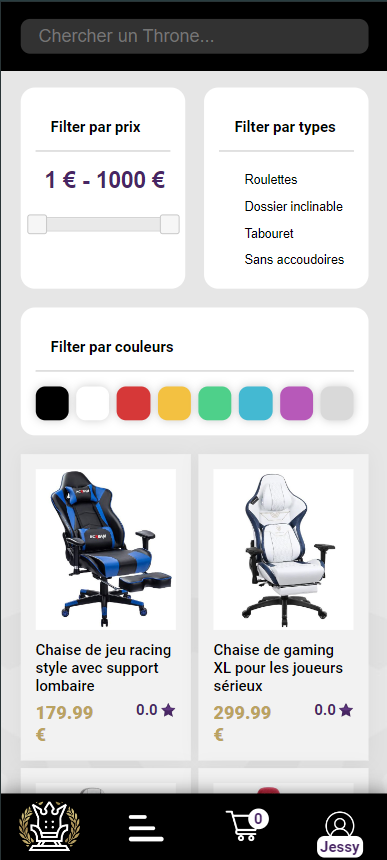 Chercher un Throne...
Filter par prix
1 € - 1000 €
Filter par types
Roulettes
Dossier inclinable
Tabouret
Sans accoudoires
Filter par couleurs
Chaise de jeu racing
style avec support
lombaire
179.99
€
0.0
Chaise de gaming
XL pour les joueurs
sérieux
299.99
€
0.0
0
Jessy